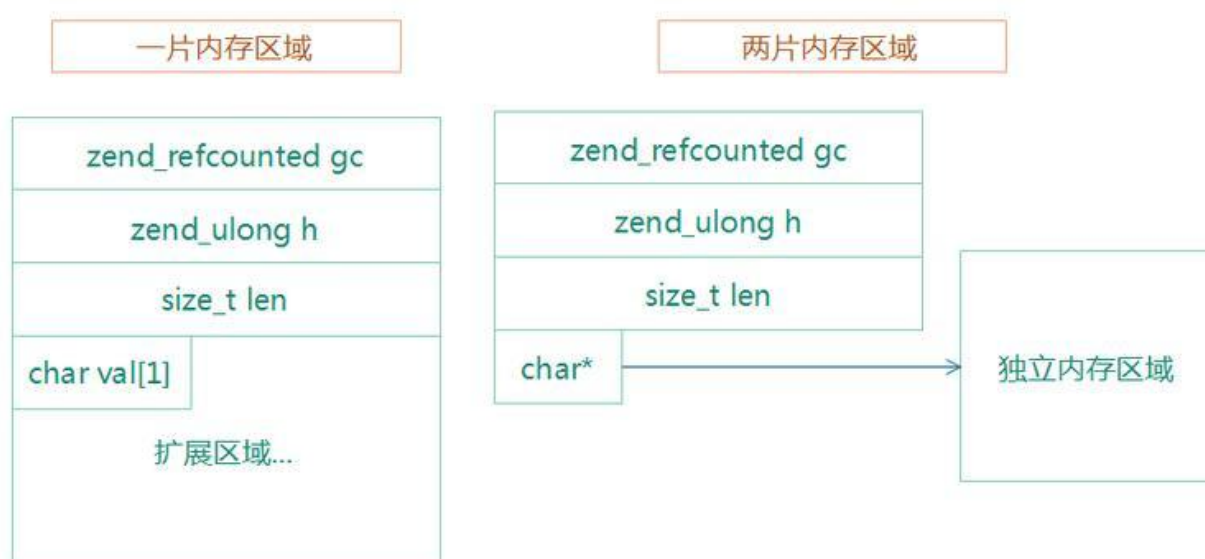 一片内存区域
zend_refcounted gc
zend_ulong h
size_t len
char val[1]
扩展区域...
两片内存区域
zend_refcounted gc
zend_ulong h
size_t len
char*
独立内存区域